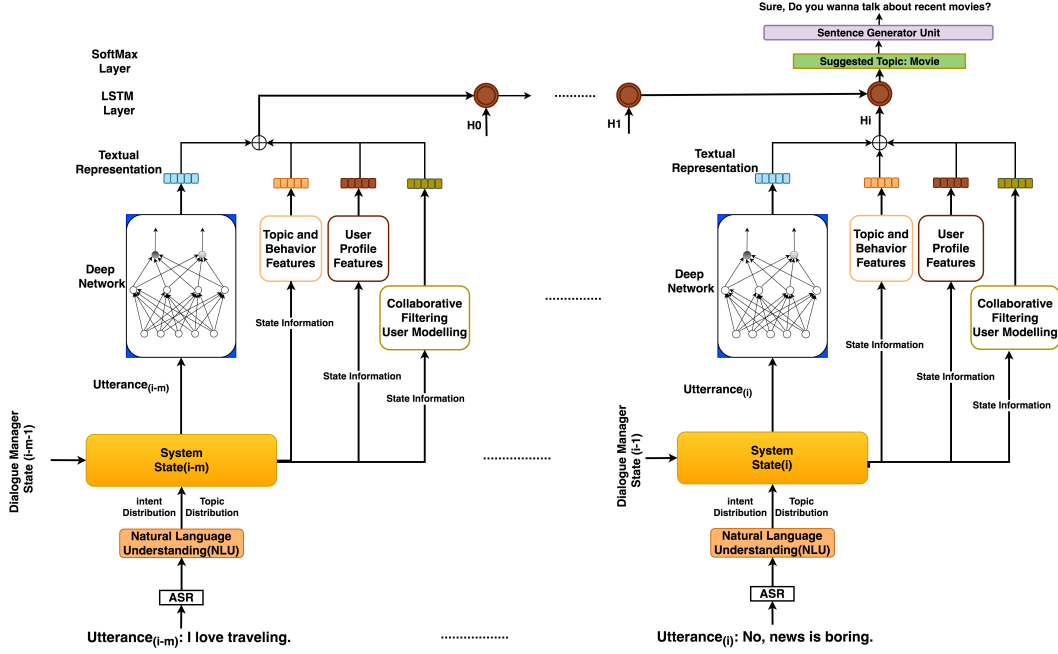 Sure, Do you wanna talk about recent movies?
Sentence Generator Unit
SoftMax
Layer
Suggested Topic: Movie
LSTM
Layer
H0
H1
Hi
Textual
Representation
Textual
Representation
Topic and
Behavior
Features
User
Profile
Features
Topic and
Behavior
Features
User
Profile
Features
Deep
Network
Deep
Network
Collaborative
Filtering
User Modelling
Collaborative
Filtering
User Modelling
State Information
State Information
State Information
State Information
State Information
State Information
Utterance(i-m)
Utterrance(i)
Dialogue Manager
State (i-m-1)
System
State(i-m)
Dialogue Manager
State (i-1)
System
State(i)
intent
Distribution
Topic
Distribution
intent
Distribution
Topic
Distribution
Natural Language
Understanding(NLU)
Natural Language
Understanding(NLU)
ASR
ASR
Utterance(i-m): I love traveling.
Utterance(i): No, news is boring.